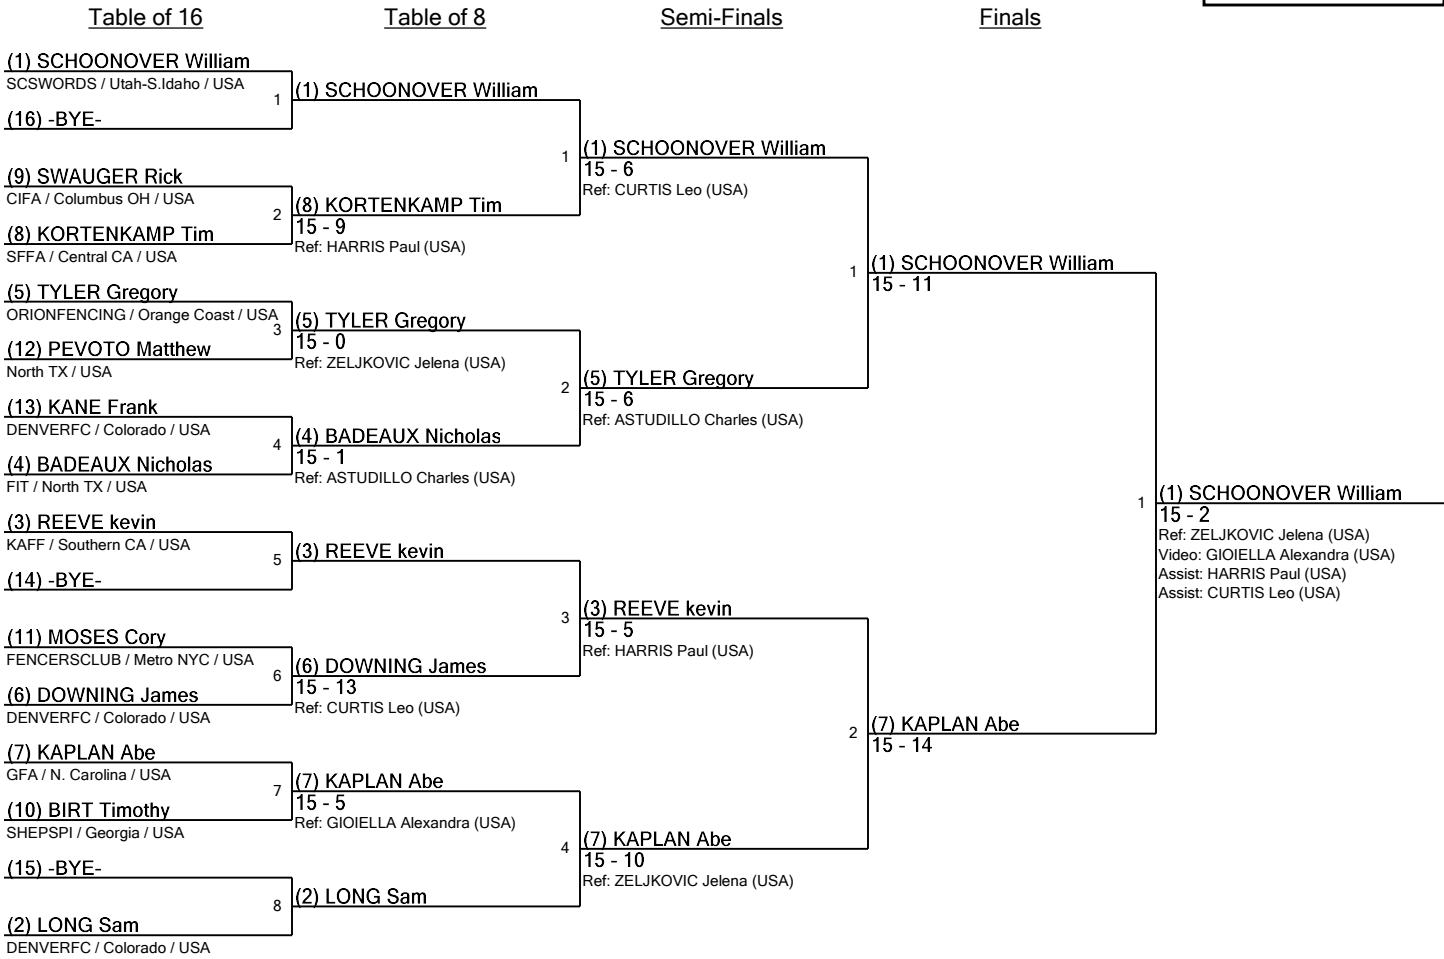 Table of 16
Table of 8
Semi-Finals
Finals
(1) SCHOONOVER William
SCSWORDS / Utah-S.Idaho / USA
1
(16) -BYE-
(9) SWAUGER Rick
CIFA / Columbus OH / USA
2
(8) KORTENKAMP Tim
SFFA / Central CA / USA
(5) TYLER Gregory
ORIONFENCING / Orange Coast / USA
3
(12) PEVOTO Matthew
North TX / USA
(13) KANE Frank
DENVERFC / Colorado / USA
4
(4) BADEAUX Nicholas
FIT / North TX / USA
(3) REEVE kevin
KAFF / Southern CA / USA
5
(14) -BYE-
(11) MOSES Cory
FENCERSCLUB / Metro NYC / USA
6
(6) DOWNING James
DENVERFC / Colorado / USA
(7) KAPLAN Abe
GFA / N. Carolina / USA
7
(10) BIRT Timothy
SHEPSPI / Georgia / USA
(15) -BYE-
8
(2) LONG Sam
DENVERFC / Colorado / USA
(1) SCHOONOVER William
1
(8) KORTENKAMP Tim
15 - 9
Ref: HARRIS Paul (USA)
(5) TYLER Gregory
15 - 0
Ref: ZELJKOVIC Jelena (USA)
2
(4) BADEAUX Nicholas
15 - 1
Ref: ASTUDILLO Charles (USA)
(3) REEVE kevin
3
(6) DOWNING James
15 - 13
Ref: CURTIS Leo (USA)
(7) KAPLAN Abe
15 - 5
Ref: GIOIELLA Alexandra (USA)
4
(2) LONG Sam
(1) SCHOONOVER William
15 - 6
Ref: CURTIS Leo (USA)
1
(5) TYLER Gregory
15 - 6
Ref: ASTUDILLO Charles (USA)
(3) REEVE kevin
15 - 5
Ref: HARRIS Paul (USA)
2
(7) KAPLAN Abe
15 - 10
Ref: ZELJKOVIC Jelena (USA)
(1) SCHOONOVER William
15 - 11
1
(7) KAPLAN Abe
15 - 14
(1) SCHOONOVER William
15 - 2
Ref: ZELJKOVIC Jelena (USA)
Video: GIOIELLA Alexandra (USA)
Assist: HARRIS Paul (USA)
Assist: CURTIS Leo (USA)